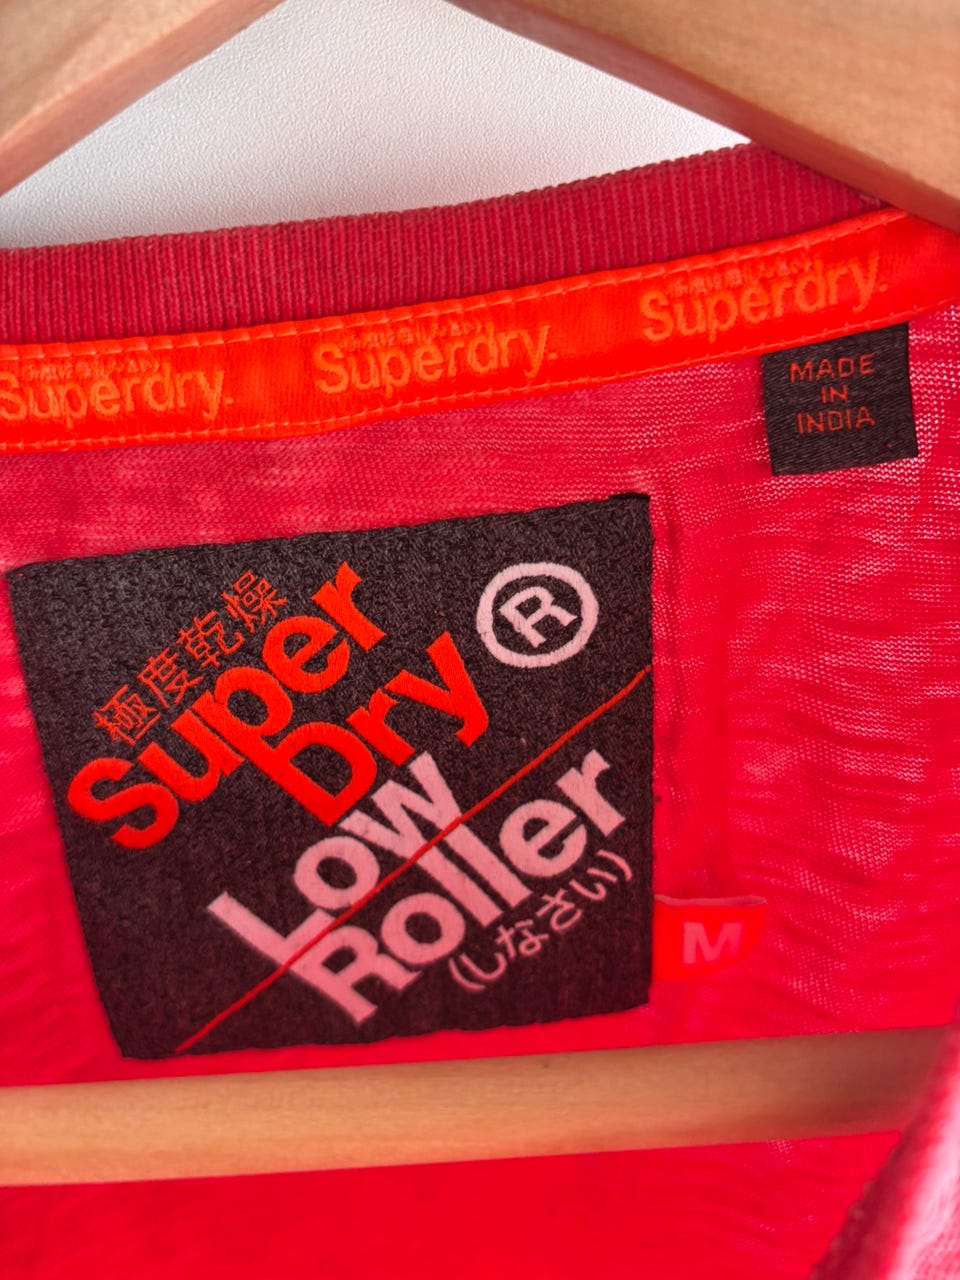 Superdry.
Superdry.
Superdry.
MADE
IN
INDIA
極度乾燥
Super
Dry
®
Low
Roller
(しなさい)
M